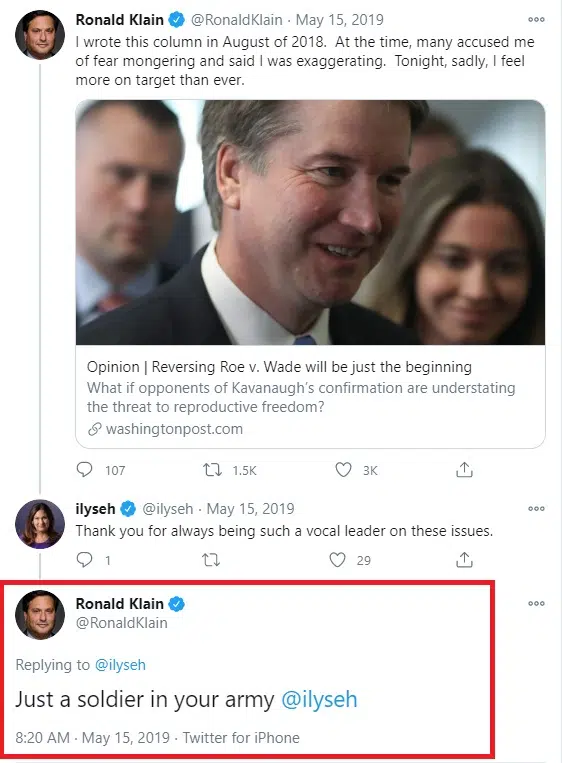 Ronald Klain @RonaldKlain · May 15, 2019
I wrote this column in August of 2018. At the time, many accused me
of fear mongering and said I was exaggerating. Tonight, sadly, I feel
more on target than ever.
Opinion | Reversing Roe v. Wade will be just the beginning
What if opponents of Kavanaugh's confirmation are understating
the threat to reproductive freedom?
washingtonpost.com
107 1.5K 3K
ilyseh @ilyseh · May 15, 2019
Thank you for always being such a vocal leader on these issues.
1 29
Ronald Klain
@RonaldKlain
Replying to @ilyseh
Just a soldier in your army @ilyseh
8:20 AM · May 15, 2019 · Twitter for iPhone